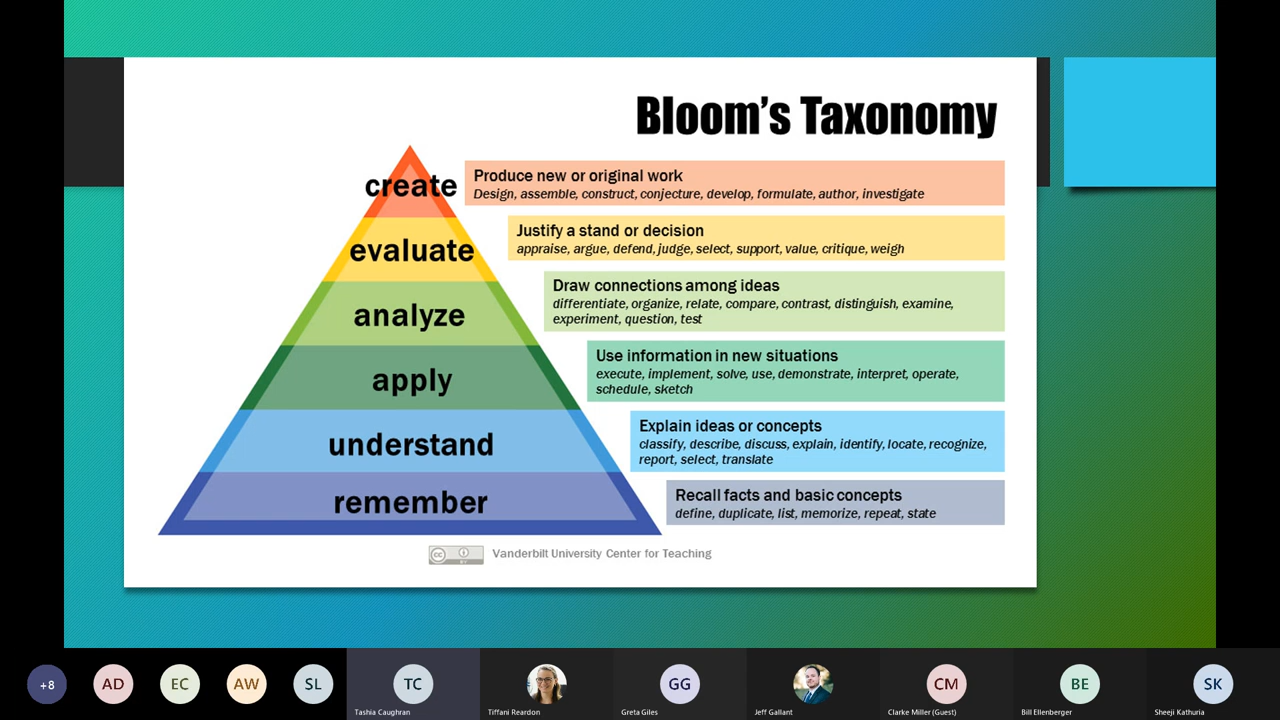 Bloom's Taxonomy
create
Produce new or original work
Design, assemble, construct, conjecture, develop, formulate, author, investigate
evaluate
Justify a stand or decision
appraise, argue, defend, judge, select, support, value, critique, weigh
analyze
Draw connections among ideas
differentiate, organize, relate, compare, contrast, distinguish, examine,
experiment, question, test
apply
Use information in new situations
execute, implement, solve, use, demonstrate, interpret, operate,
schedule, sketch
understand
Explain ideas or concepts
classify, describe, discuss, explain, identify, locate, recognize,
report, select, translate
remember
Recall facts and basic concepts
define, duplicate, list, memorize, repeat, state
cc BY Vanderbilt University Center for Teaching
+8 AD EC AW SL TC GG CM BE SK
Tashia Caughran Tiffani Reardon Greta Giles Jeff Gallant Clarke Miller (Guest) Bill Ellenberger Sheeji Kathuria